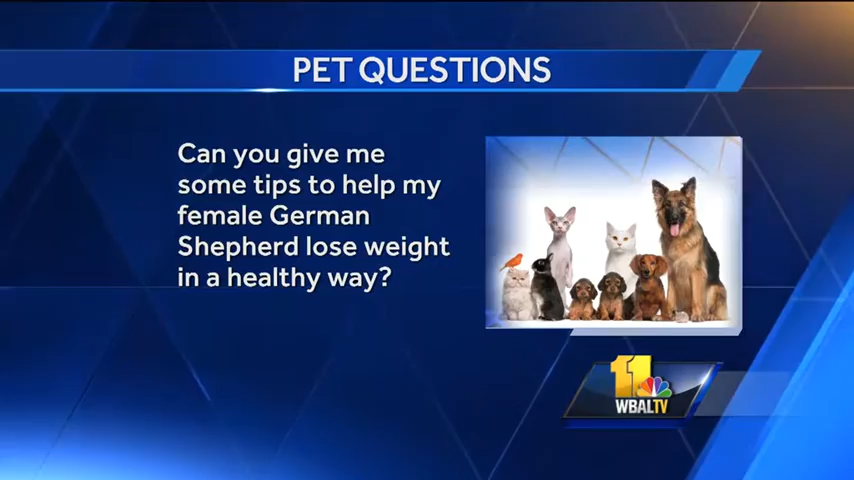 PET QUESTIONS
Can you give me
some tips to help my
female German
Shepherd lose weight
in a healthy way?
11
WBALTV